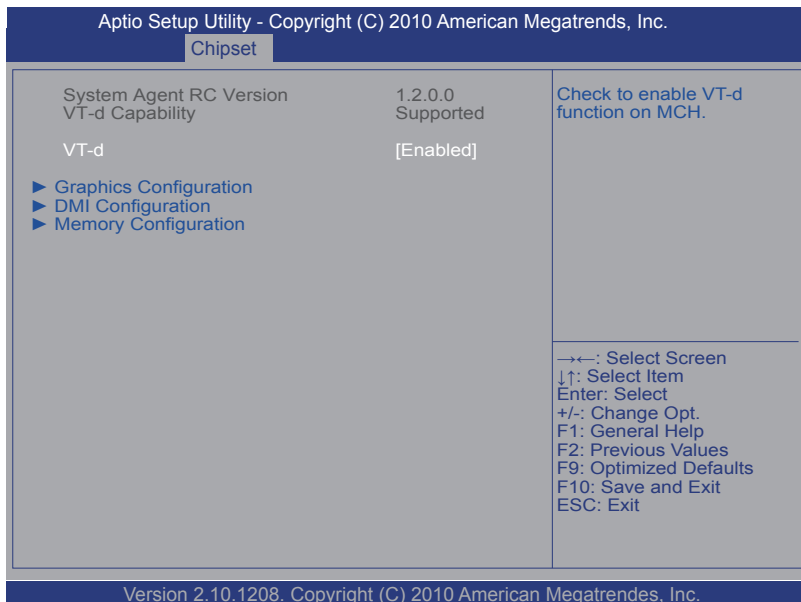 Aptio Setup Utility - Copyright (C) 2010 American Megatrends, Inc.
Chipset
System Agent RC Version 1.2.0.0
VT-d Capability Supported
VT-d [Enabled]
► Graphics Configuration
► DMI Configuration
► Memory Configuration
Check to enable VT-d
function on MCH.
→←: Select Screen
↓↑: Select Item
Enter: Select
+/-: Change Opt.
F1: General Help
F2: Previous Values
F9: Optimized Defaults
F10: Save and Exit
ESC: Exit
Version 2.10.1208. Copyright (C) 2010 American Megatrendes, Inc.